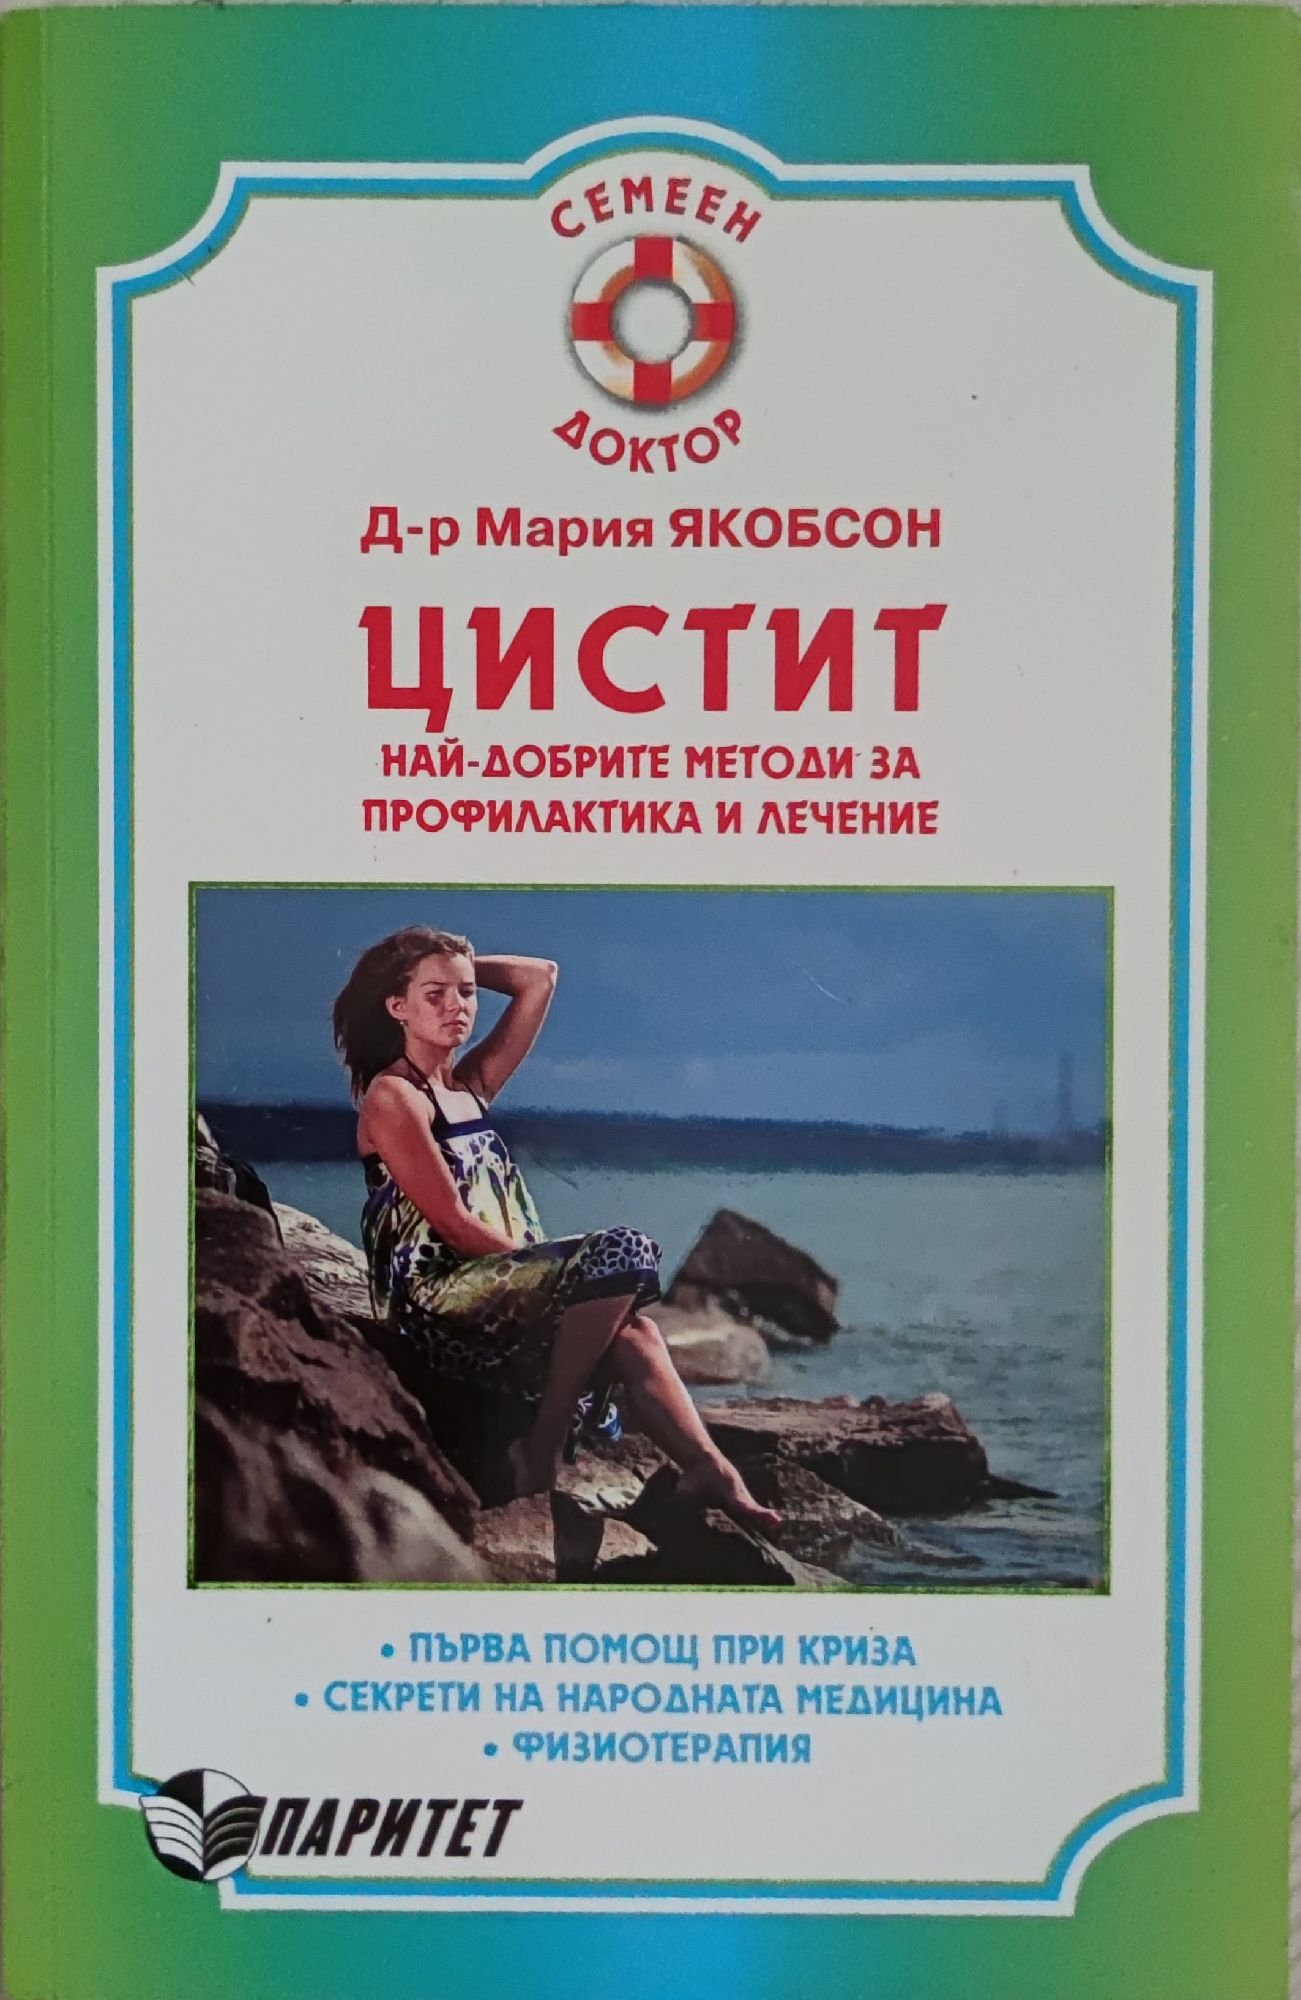 СЕМЕЕН
ДОКТОР
Д-р Мария ЯКОБСОН
ЦИСТИТ
НАЙ-ДОБРИТЕ МЕТОДИ ЗА
ПРОФИЛАКТИКА И ЛЕЧЕНИЕ
• ПЪРВА ПОМОЩ ПРИ КРИЗА
• СЕКРЕТИ НА НАРОДНАТА МЕДИЦИНА
• ФИЗИОТЕРАПИЯ
ПАРИТЕТ